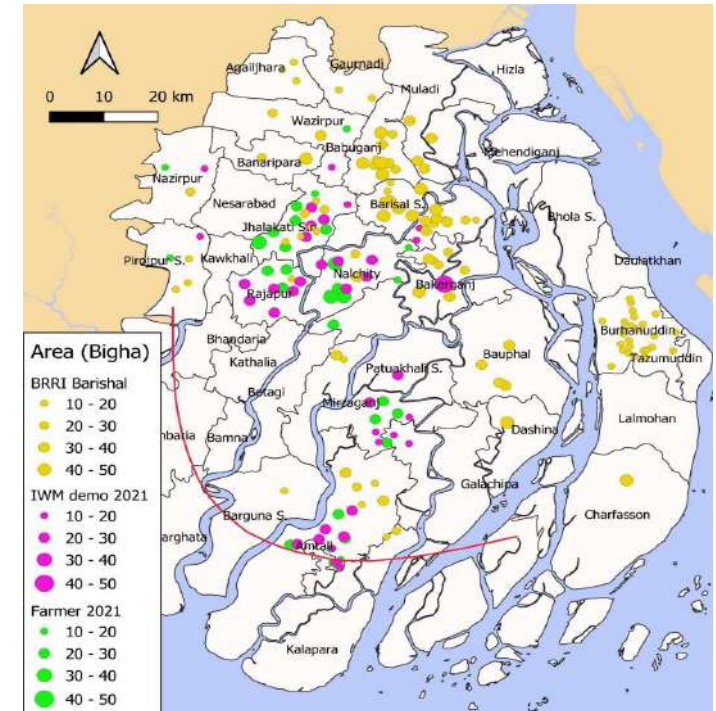 Agailjhara
Gaurnadi
Hizla
Muladi
0 10 20 km
Wazirpur
Babuganj
Mehendiganj
Banaripara
Nazirpur
Nesarabad
Barisal S.
Bhola S.
Jhalakati S.
Pirojpur S.
Kawkhali
Daulatkhan
Nalchity
Rajapur
Bakerganj
Burhanuddin
Bhandaria
Bauphal
Tazumuddin
Kathalia
Patuakhali S.
Betagi
Mirzaganj
Lalmohan
Bamna
Dashina
Galachipa
Barguna S.
Charfasson
arghata
Amtali
Kalapara
Area (Bigha)
BRRI Barishal
10 - 20
20 - 30
30 - 40
40 - 50
IWM demo 2021
10 - 20
20 - 30
30 - 40
40 - 50
Farmer 2021
10 - 20
20 - 30
30 - 40
40 - 50